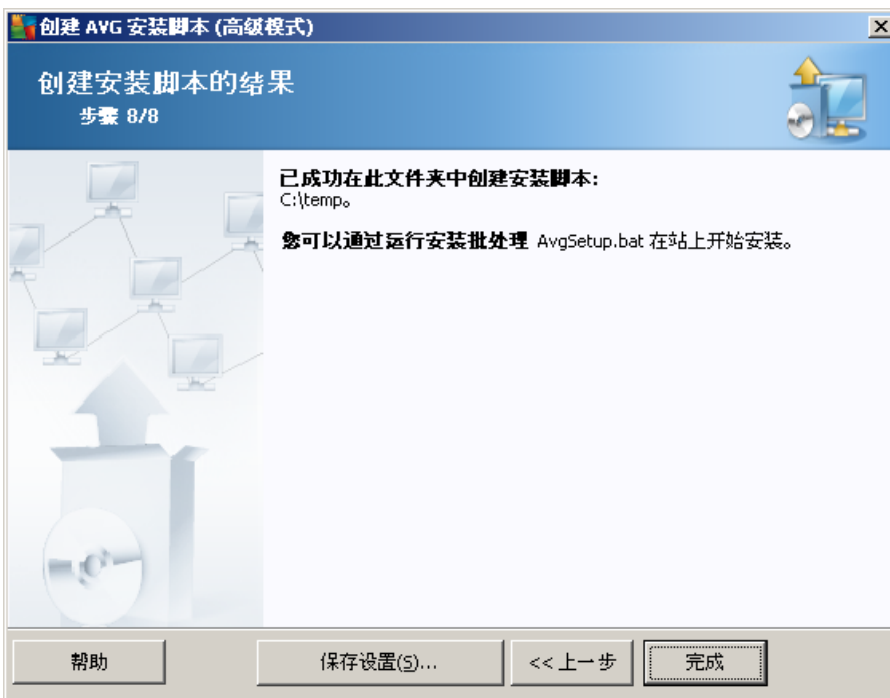 创建 AVG 安装脚本 (高级模式)
创建安装脚本的结果
步骤 8/8
已成功在此文件夹中创建安装脚本:
C:\temp。
您可以通过运行安装批处理 AvgSetup.bat 在站上开始安装。
帮助
保存设置(S)...
<< 上一步
完成